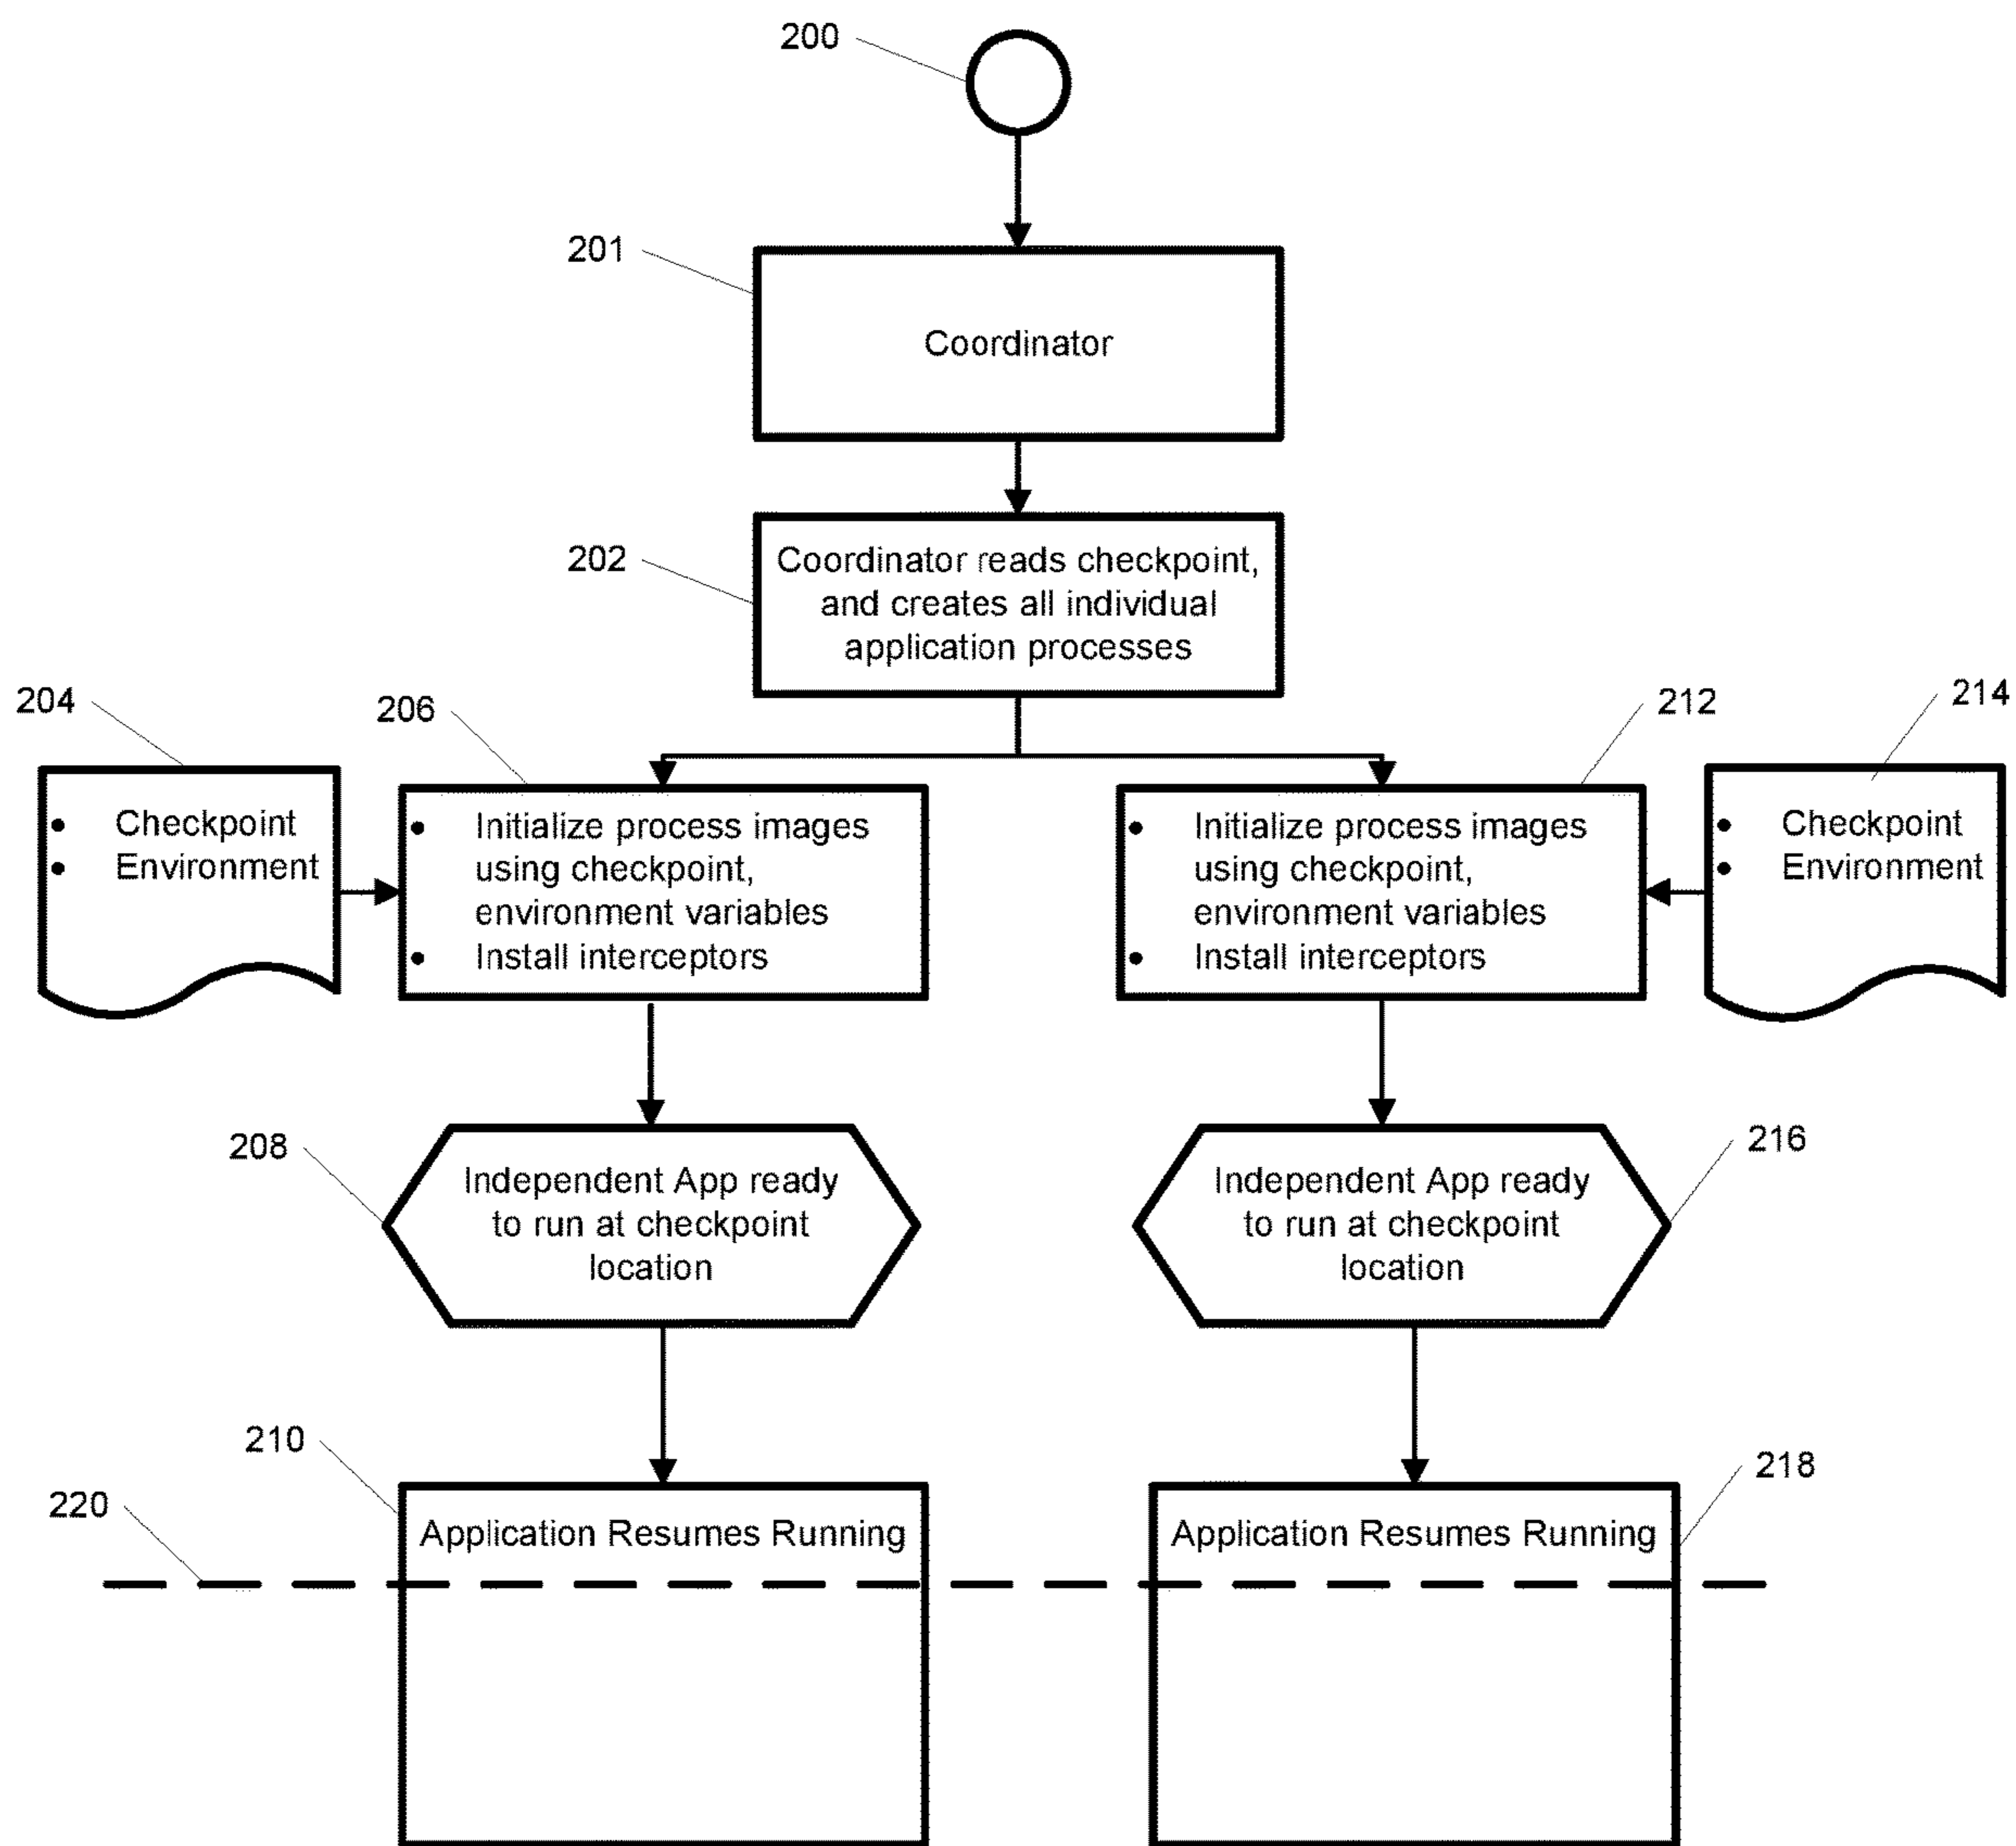 200
201
Coordinator
202
Coordinator reads checkpoint,
and creates all individual
application processes
204
206
212
214
• Checkpoint
• Environment
• Initialize process images
using checkpoint,
environment variables
• Install interceptors
• Initialize process images
using checkpoint,
environment variables
• Install interceptors
• Checkpoint
• Environment
208
Independent App ready
to run at checkpoint
location
Independent App ready
to run at checkpoint
location
216
210
Application Resumes Running
Application Resumes Running
218
220